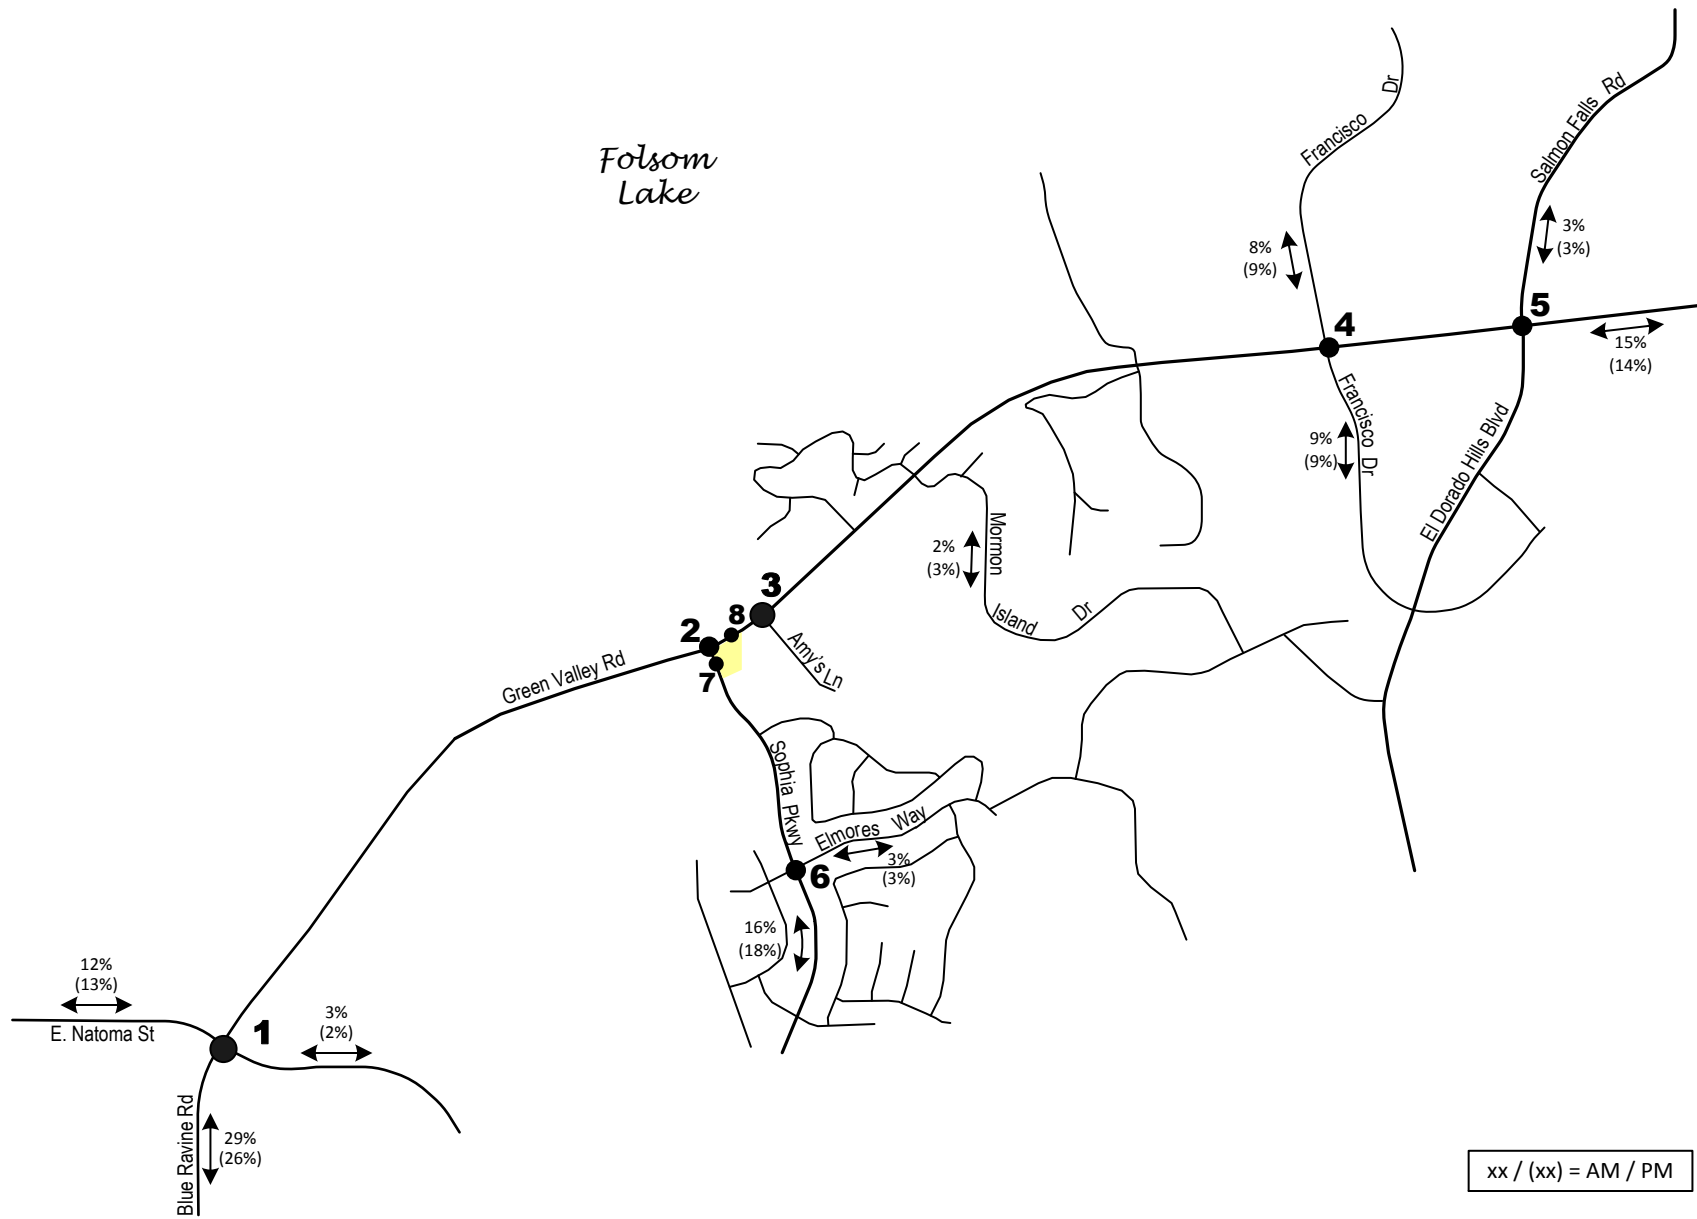 Folsom
Lake
Francisco Dr
Salmon Falls Rd
3%
(3%)
8%
(9%)
5
4
15%
(14%)
Francisco Dr
9%
(9%)
El Dorado Hills Blvd
Mormon
2%
(3%)
Island Dr
3
8
2
Amy's Ln
Green Valley Rd
7
Sophia Pkwy
Elmores Way
3%
(3%)
6
16%
(18%)
12%
(13%)
E. Natoma St
3%
(2%)
1
Blue Ravine Rd
29%
(26%)
xx / (xx) = AM / PM